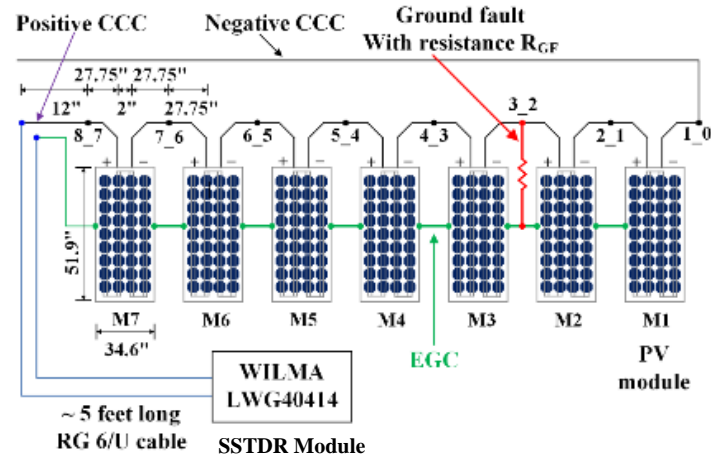 Positive CCC
Negative CCC
Ground fault
With resistance R_GF
27.75"
27.75"
12"
2"
27.75"
8_7
7_6
6_5
5_4
4_3
3_2
2_1
1_0
+ −
+ −
+ −
+ −
+ −
+ −
+ −
51.9"
M7
M6
M5
M4
M3
M2
M1
34.6"
EGC
PV
module
WILMA
LWG40414
~ 5 feet long
RG 6/U cable
SSTDR Module